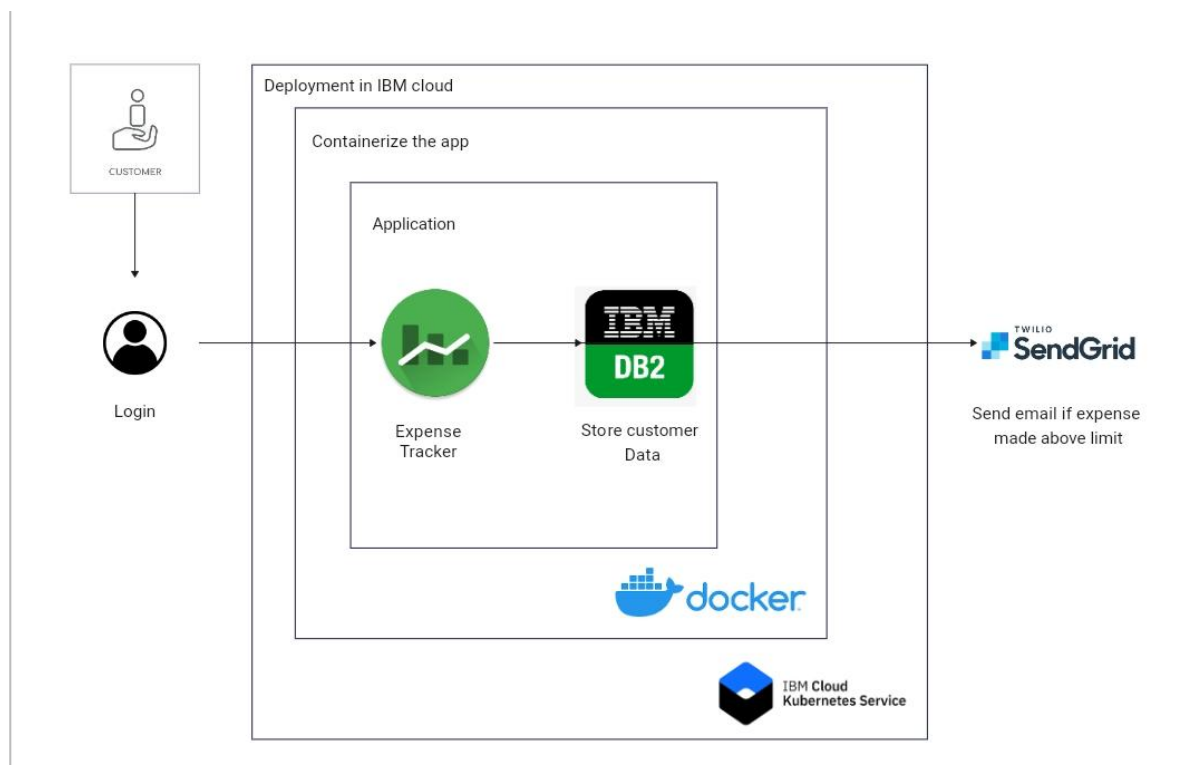 Deployment in IBM cloud
Containerize the app
CUSTOMER
Application
IBM
DB2
TWILIO
SendGrid
Login
Expense
Tracker
Store customer
Data
Send email if expense
made above limit
docker
IBM Cloud
Kubernetes Service